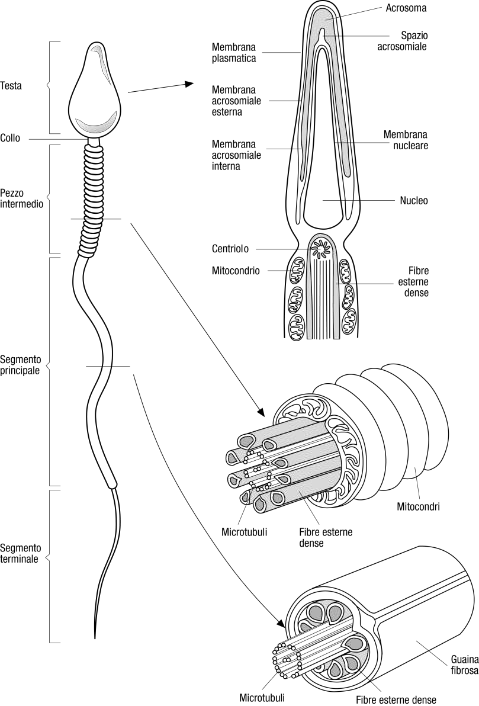 Testa
Collo
Pezzo
intermedio
Segmento
principale
Segmento
terminale
Acrosoma
Spazio
acrosomiale
Membrana
plasmatica
Membrana
acrosomiale
esterna
Membrana
acrosomiale
interna
Membrana
nucleare
Nucleo
Centriolo
Mitocondrio
Fibre
esterne
dense
Mitocondri
Microtubuli
Fibre esterne
dense
Guaina
fibrosa
Microtubuli
Fibre esterne dense